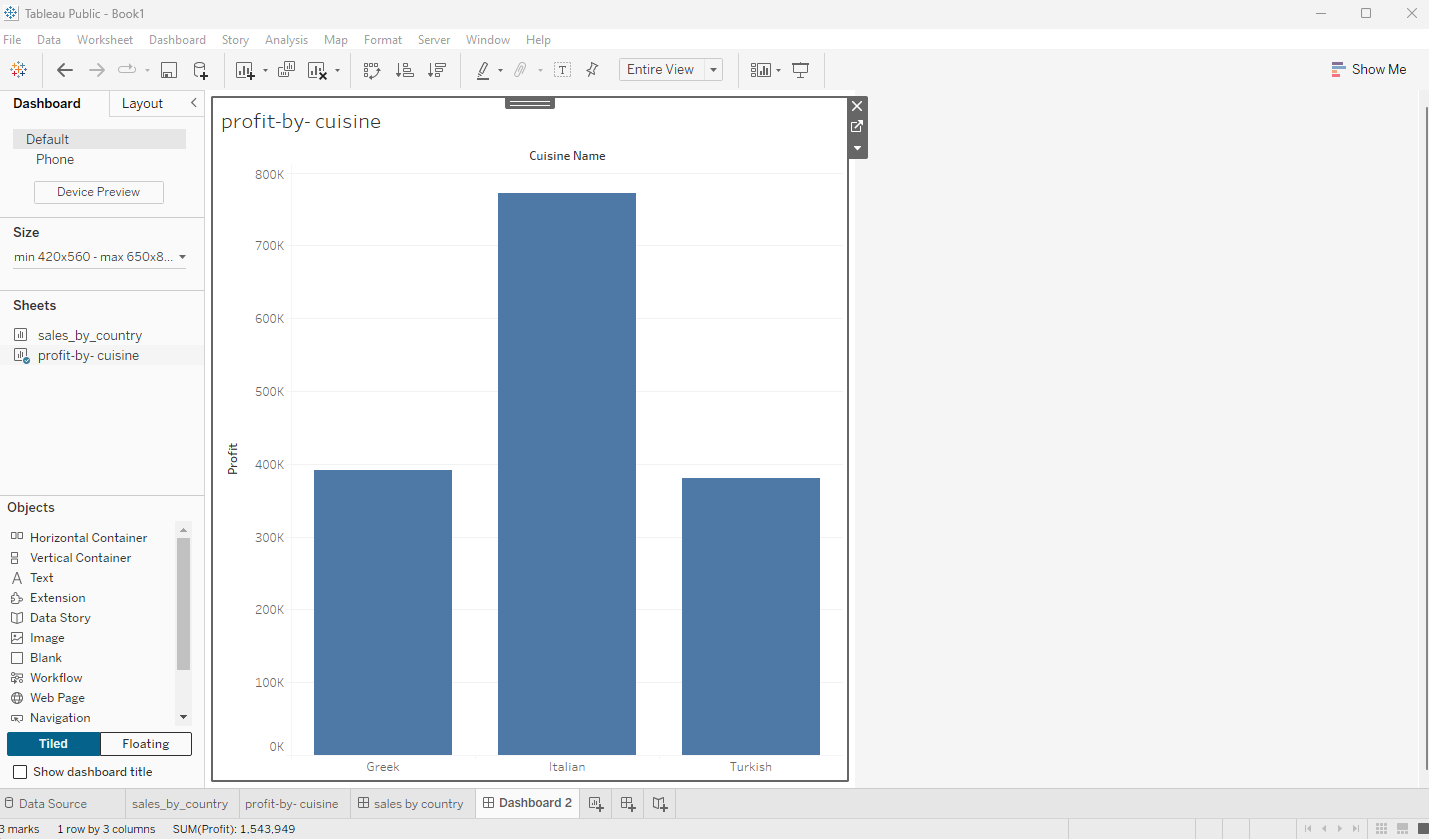 Tableau Public - Book1
File Data Worksheet Dashboard Story Analysis Map Format Server Window Help
Entire View
Show Me
Dashboard Layout
Default
Phone
Device Preview
Size
min 420x560 - max 650x8...
Sheets
sales_by_country
profit-by- cuisine
Objects
Horizontal Container
Vertical Container
Text
Extension
Data Story
Image
Blank
Workflow
Web Page
Navigation
Tiled Floating
Show dashboard title
profit-by- cuisine
Cuisine Name
800K
700K
600K
500K
400K
300K
200K
100K
0K
Profit
Greek Italian Turkish
Data Source sales_by_country profit-by- cuisine sales by country Dashboard 2
3 marks 1 row by 3 columns SUM(Profit): 1,543,949